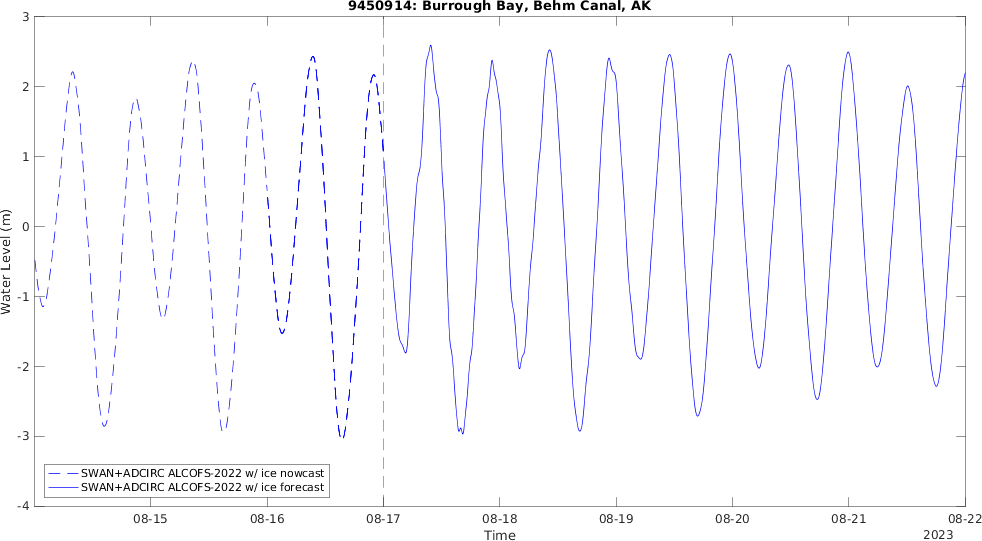 9450914: Burrough Bay, Behm Canal, AK
3
2
1
0
-1
-2
-3
-4
Water Level (m)
SWAN+ADCIRC ALCOFS-2022 w/ ice nowcast
SWAN+ADCIRC ALCOFS-2022 w/ ice forecast
08-15 08-16 08-17 08-18 08-19 08-20 08-21 08-22
Time
2023